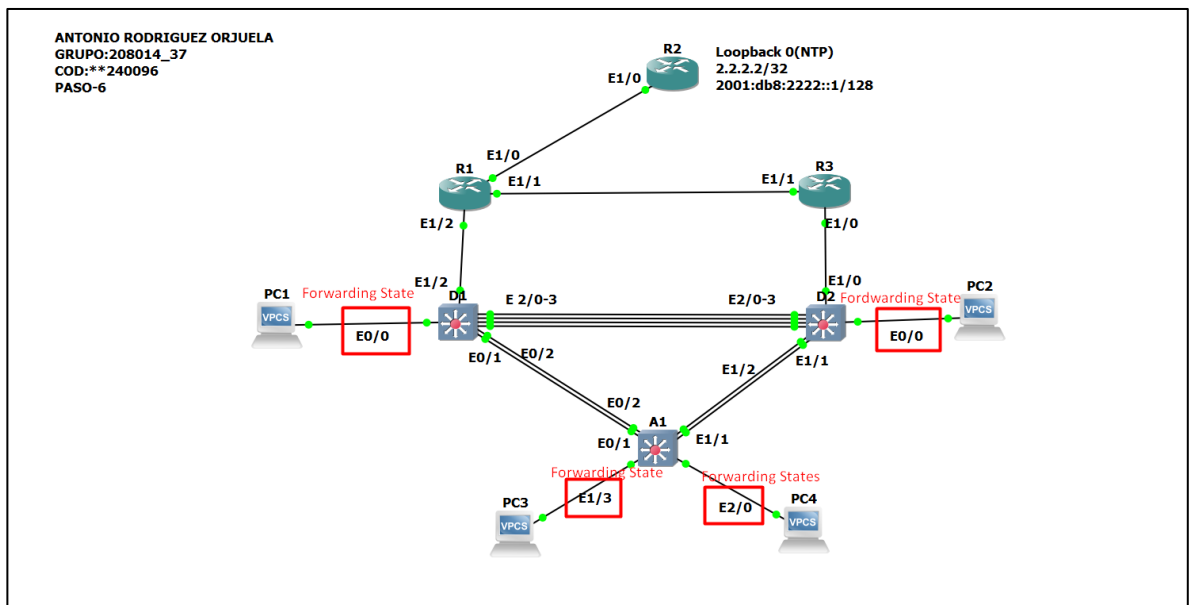 ANTONIO RODRIGUEZ ORJUELA
GRUPO:208014_37
COD:**240096
PASO-6
R2
Loopback 0(NTP)
2.2.2.2/32
2001:db8:2222::1/128
E1/0
E1/0
R1
E1/1
E1/1
R3
E1/2
E1/0
E1/2
E1/0
PC1
Forwarding State
D1
E 2/0-3
E2/0-3
D2
Fordwarding State
PC2
VPCS
E0/0
E0/0
VPCS
E0/1
E0/2
E1/2
E1/1
E0/2
A1
E0/1
E1/1
Forwarding State
Forwarding States
PC3
E1/3
E2/0
PC4
VPCS
VPCS